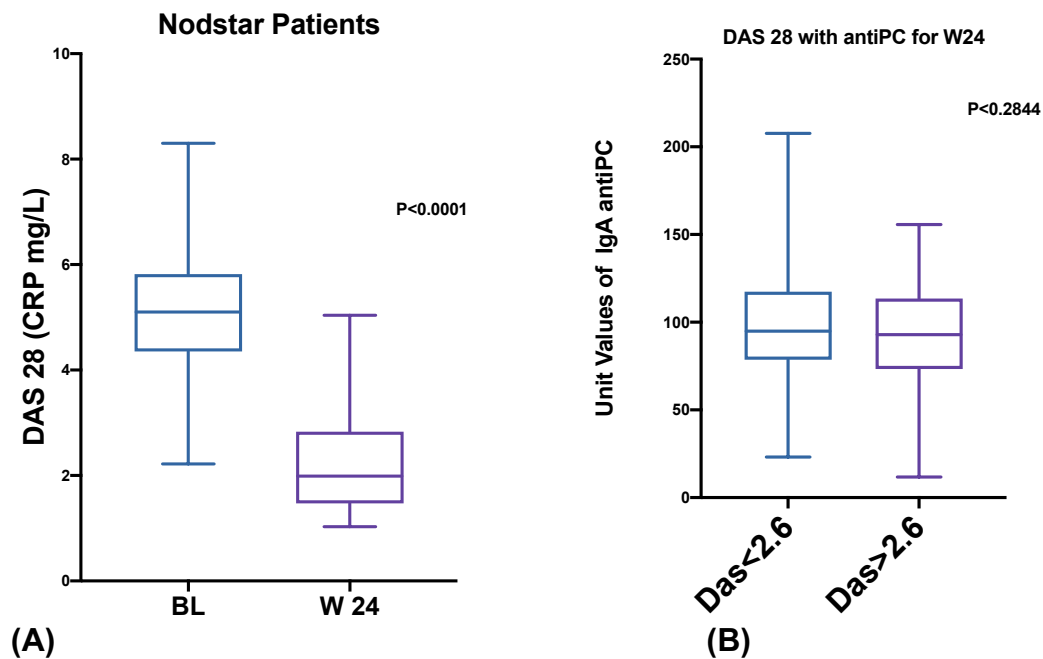 Nodstar Patients
DAS 28 (CRP mg/L)
10
8
6
4
2
0
P<0.0001
BL W 24
(A)
DAS 28 with antiPC for W24
Unit Values of IgA antiPC
250
200
150
100
50
0
P<0.2844
Das<2.6 Das>2.6
(B)